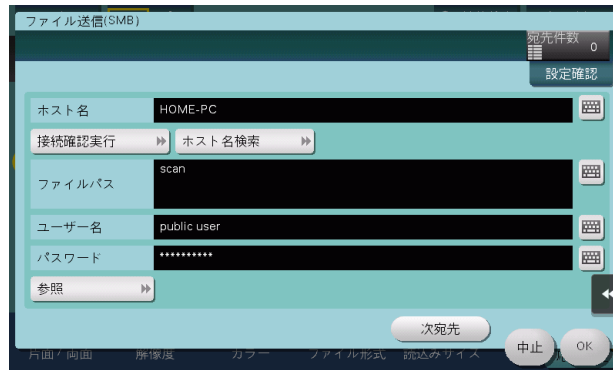 ファイル送信(SMB)
宛先件数
0
設定確認
ホスト名 HOME-PC
接続確認実行 ホスト名検索
ファイルパス scan
ユーザー名 public user
パスワード **********
参照
次宛先
中止 OK
片面/両面 解像度 カラー ファイル形式 読込みサイズ